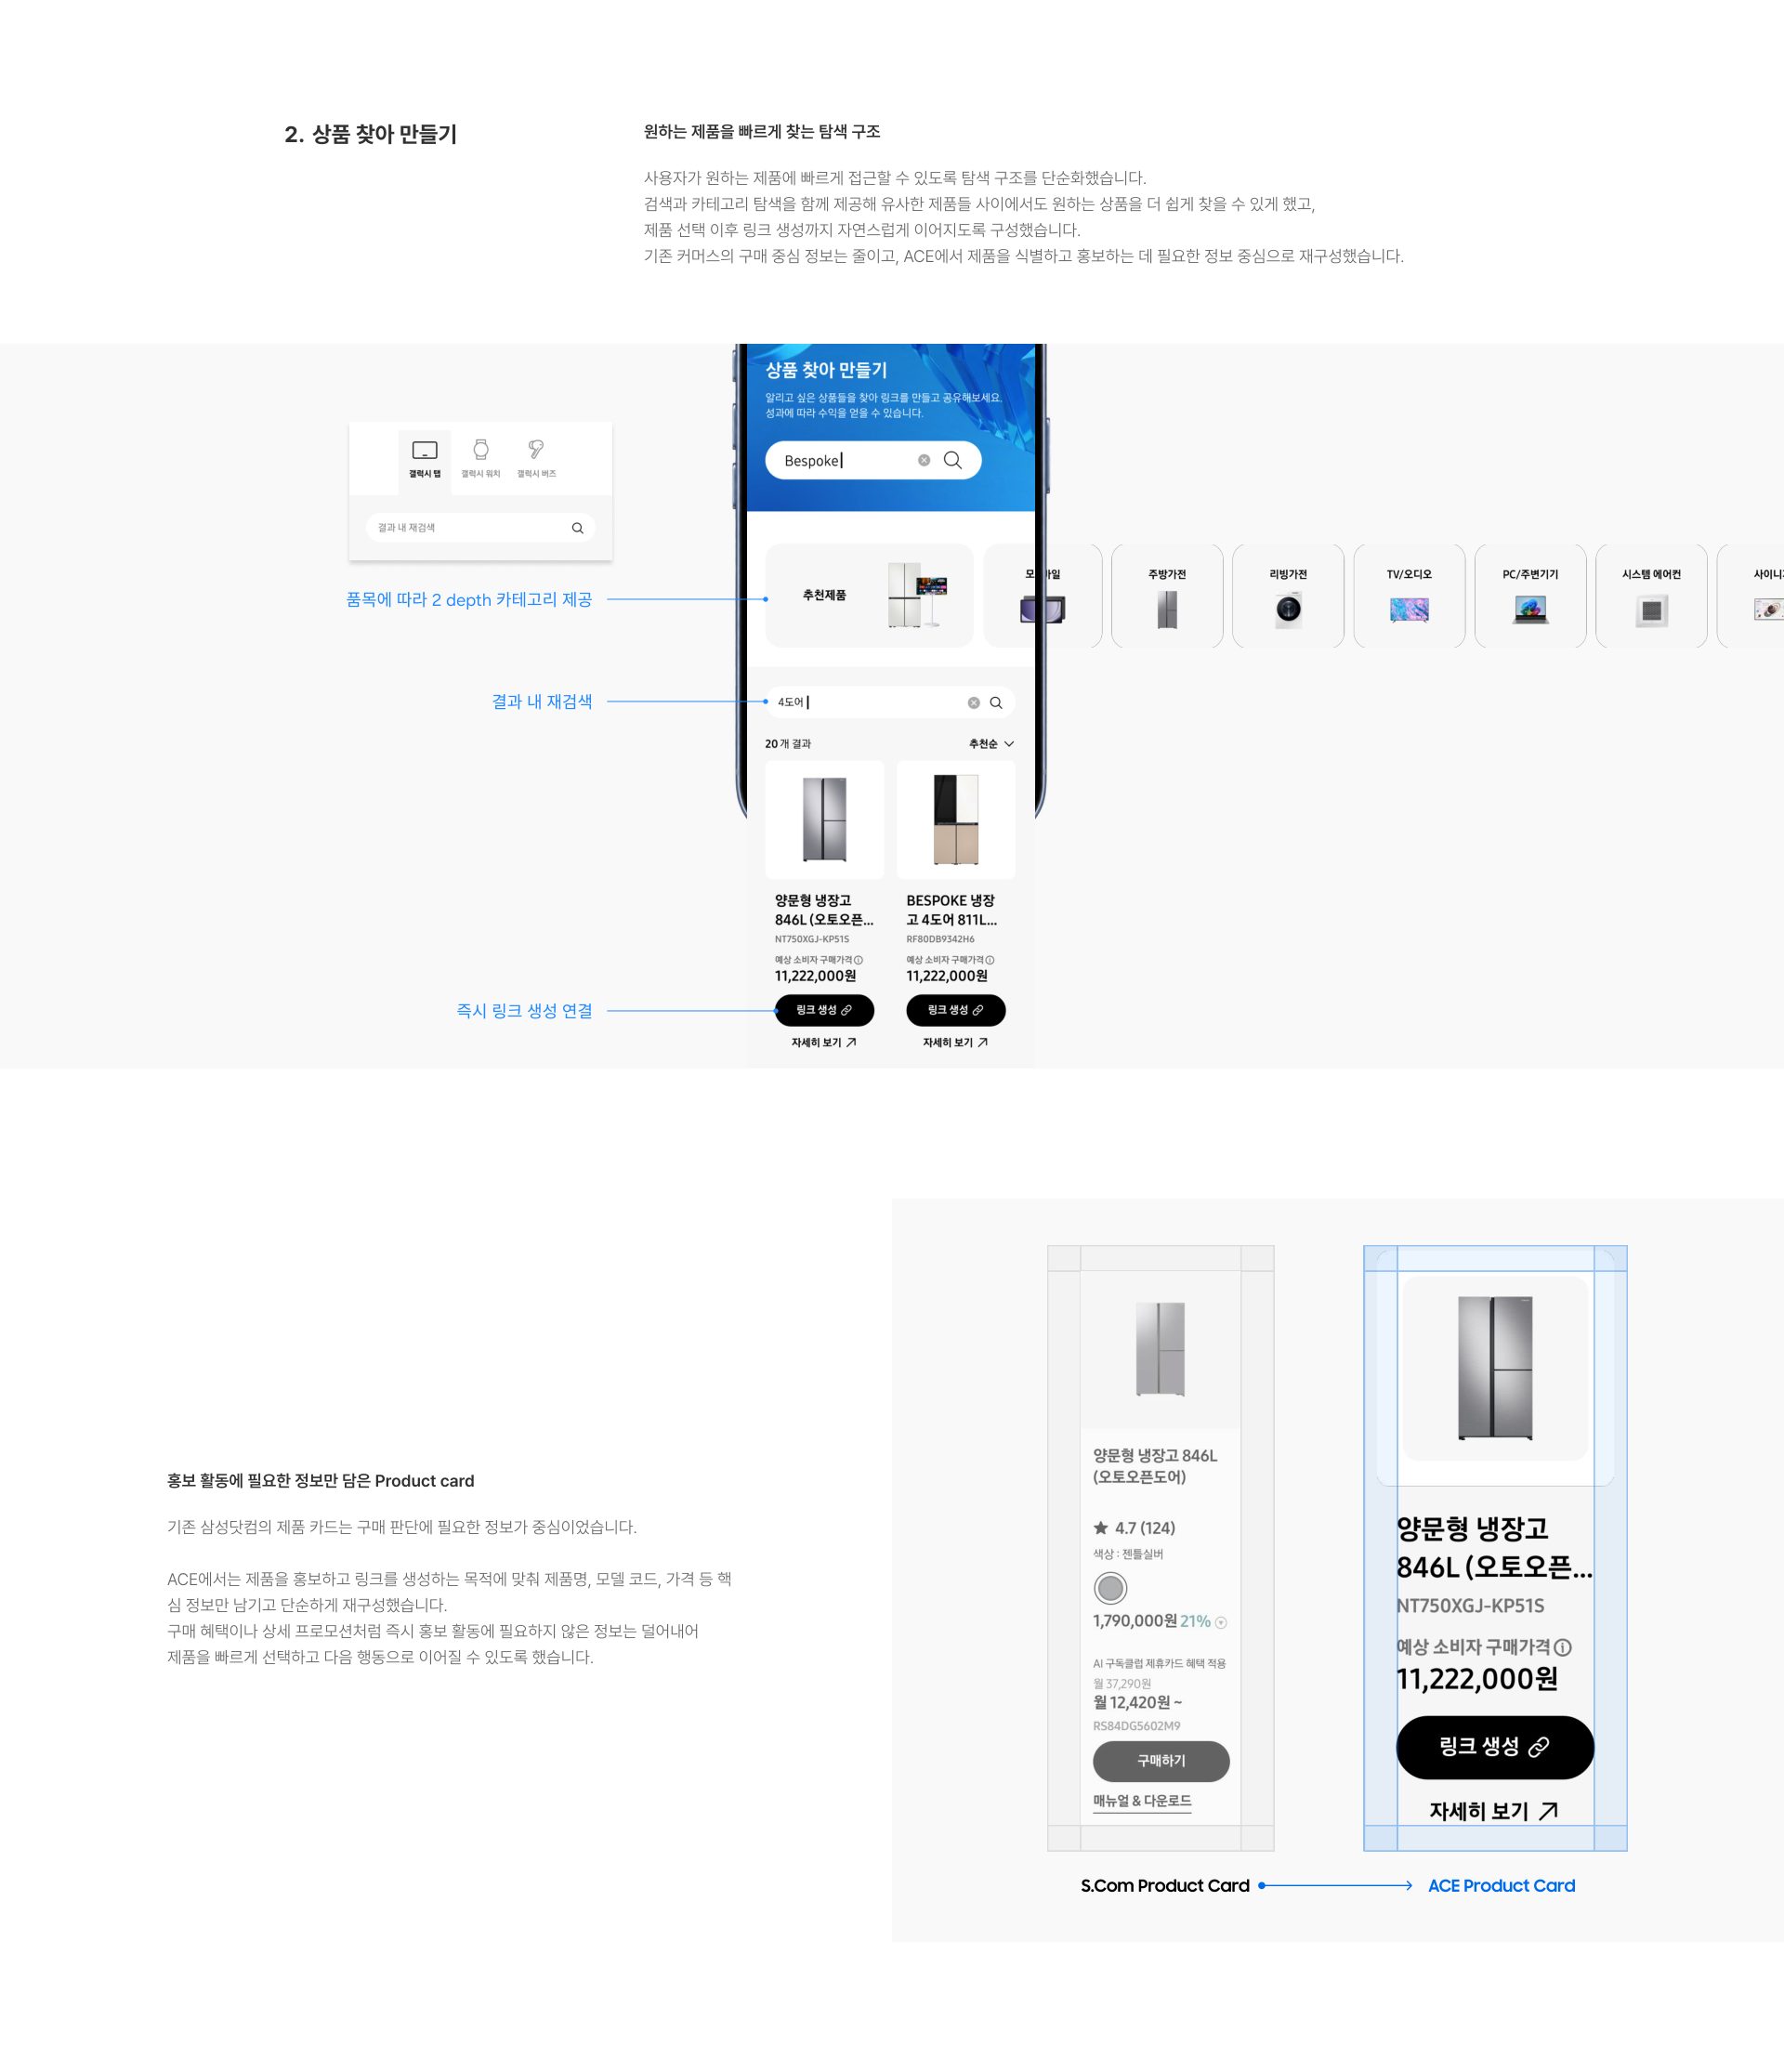 2. 상품 찾아 만들기
원하는 제품을 빠르게 찾는 탐색 구조
사용자가 원하는 제품에 빠르게 접근할 수 있도록 탐색 구조를 단순화했습니다.
검색과 카테고리 탐색을 함께 제공해 유사한 제품들 사이에서도 원하는 상품을 더 쉽게 찾을 수 있게 했고,
제품 선택 이후 링크 생성까지 자연스럽게 이어지도록 구성했습니다.
기존 커머스의 구매 중심 정보는 줄이고, ACE에서 제품을 식별하고 홍보하는 데 필요한 정보 중심으로 재구성했습니다.
상품 찾아 만들기
알리고 싶은 상품들을 찾아 링크를 만들고 공유해보세요.
성과에 따라 수익을 얻을 수 있습니다.
Bespoke
갤럭시 탭
갤럭시 워치
갤럭시 버즈
결과 내 재검색
품목에 따라 2 depth 카테고리 제공
추천제품
모바일
주방가전
리빙가전
TV/오디오
PC/주변기기
시스템 에어컨
사이니
결과 내 재검색
4도어
20개 결과
추천순
양문형 냉장고
846L (오토오픈...
NT750XGJ-KP51S
예상 소비자 구매가격
11,222,000원
링크 생성
자세히 보기
BESPOKE 냉장
고 4도어 811L...
RF80DB9342H6
예상 소비자 구매가격
11,222,000원
링크 생성
자세히 보기
즉시 링크 생성 연결
홍보 활동에 필요한 정보만 담은 Product card
기존 삼성닷컴의 제품 카드는 구매 판단에 필요한 정보가 중심이었습니다.
ACE에서는 제품을 홍보하고 링크를 생성하는 목적에 맞춰 제품명, 모델 코드, 가격 등 핵
심 정보만 남기고 단순하게 재구성했습니다.
구매 혜택이나 상세 프로모션처럼 즉시 홍보 활동에 필요하지 않은 정보는 덜어내어
제품을 빠르게 선택하고 다음 행동으로 이어질 수 있도록 했습니다.
양문형 냉장고 846L
(오토오픈도어)
4.7 (124)
색상 : 젠틀실버
1,790,000원 21%
AI 구독클럽 제휴카드 혜택 적용
월 37,290원
월 12,420원 ~
RS84DG5602M9
구매하기
매뉴얼 & 다운로드
S.Com Product Card
양문형 냉장고
846L (오토오픈...
NT750XGJ-KP51S
예상 소비자 구매가격
11,222,000원
링크 생성
자세히 보기
ACE Product Card